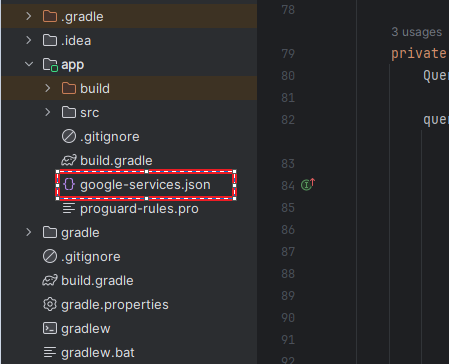 .gradle
.idea
app
build
src
.gitignore
build.gradle
google-services.json
proguard-rules.pro
gradle
.gitignore
build.gradle
gradle.properties
gradlew
gradlew.bat
78
3 usages
79 private
80 Quer
81
82 quer
83
84
85
86
87
88
89
90
91
92